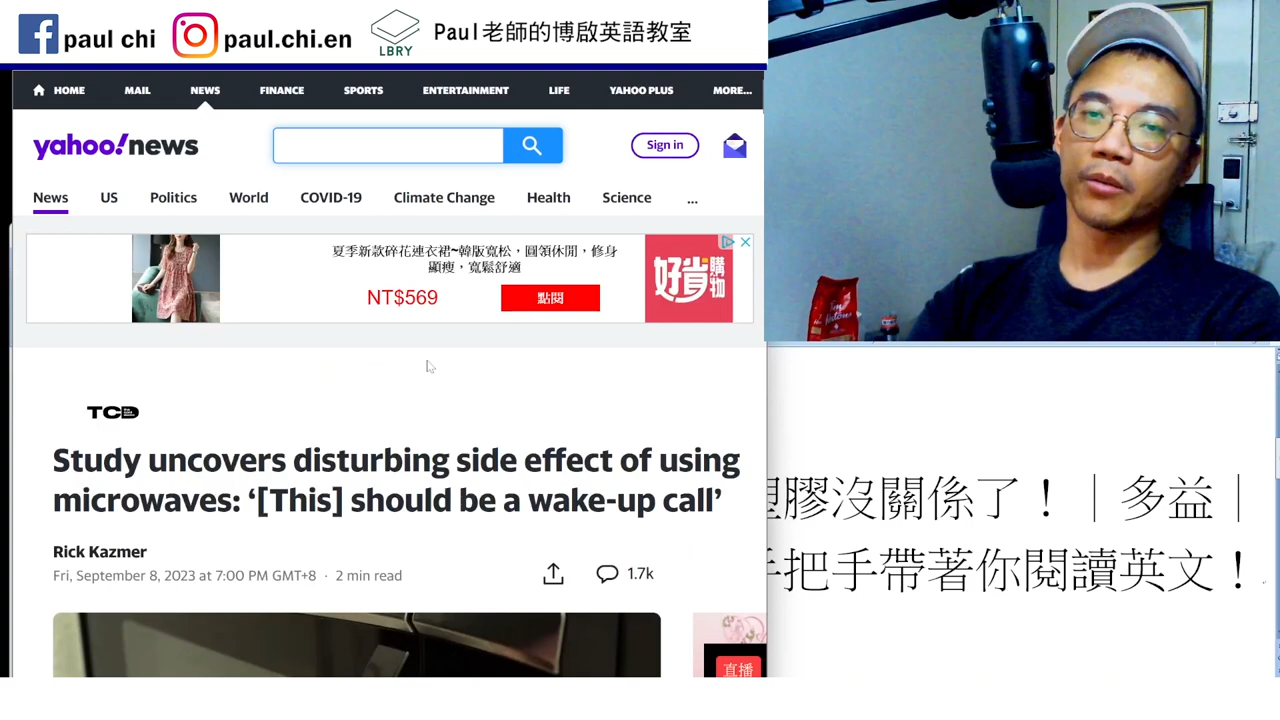 paul chi
paul.chi.en
LBRY
Paul老師的博啟英語教室
HOME MAIL NEWS FINANCE SPORTS ENTERTAINMENT LIFE YAHOO PLUS MORE...
yahoo!news
Sign in
News US Politics World COVID-19 Climate Change Health Science ...
夏季新款碎花連衣裙~韓版寬松，圓領休閒，修身
顯瘦，寬鬆舒適
NT$569
點閱
好省購物
TCD
Study uncovers disturbing side effect of using
microwaves: ‘[This] should be a wake-up call’
Rick Kazmer
Fri, September 8, 2023 at 7:00 PM GMT+8 · 2 min read
1.7k
直播
塑膠沒關係了！｜多益｜
手把手帶著你閱讀英文！
Tim Hortons